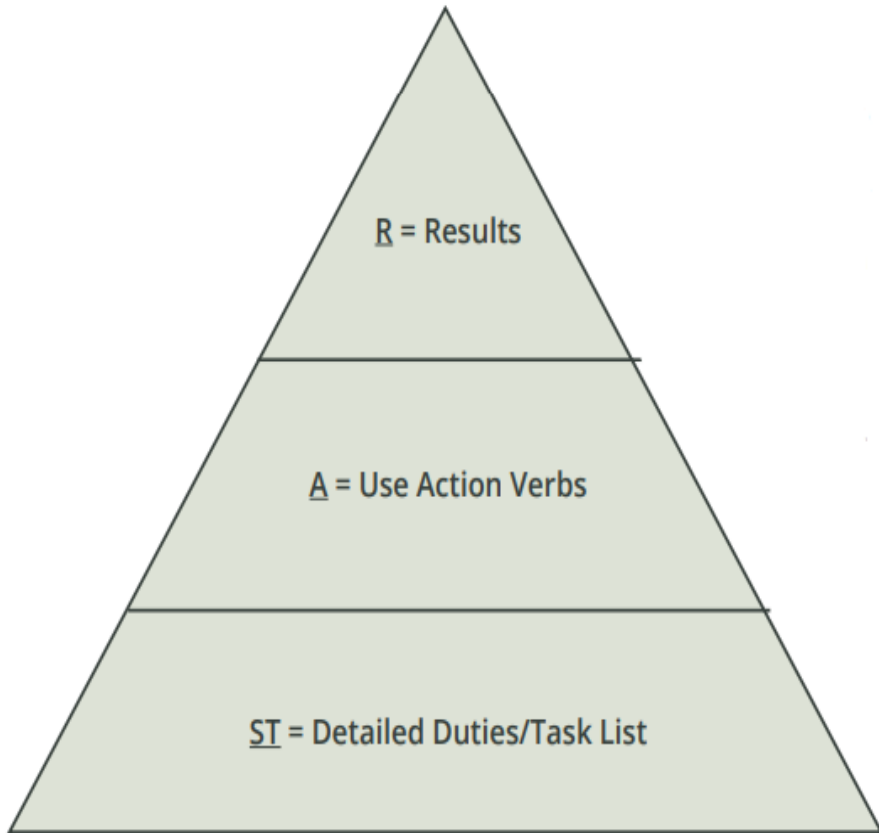 R = Results
A = Use Action Verbs
ST = Detailed Duties/Task List